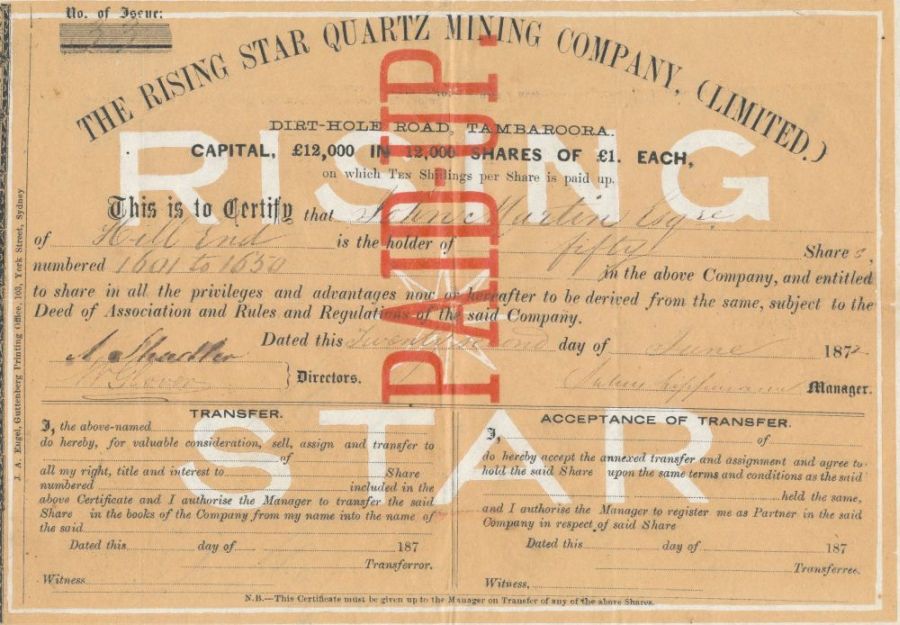 No. of Issue:
33
THE RISING STAR QUARTZ MINING COMPANY, (LIMITED.)
DIRT-HOLE ROAD, TAMBAROORA.
CAPITAL, £12,000 IN 12,000 SHARES OF £1. EACH,
on which TEN Shillings per Share is paid up.
RISING
STAR
PAID-UP.
This is to Certify that John Martin Esqre.
of Hill End is the holder of fifty Shares,
numbered 1601 to 1650 in the above Company, and entitled
to share in all the privileges and advantages now or hereafter to be derived from the same, subject to the
Deed of Association and Rules and Regulations of the said Company.
Dated this Twenty second day of June 1872
Directors.
Manager.
TRANSFER.
I, the above-named
do hereby, for valuable consideration, sell, assign and transfer to
of
all my right, title and interest to Share
numbered included in the
above Certificate and I authorise the Manager to transfer the said
Share in the books of the Company from my name into the name of
the said
Dated this day of 187
Transferror.
Witness
ACCEPTANCE OF TRANSFER.
I, of
do hereby accept the annexed transfer and assignment and agree to
hold the said Share upon the same terms and conditions as the said
held the same,
and I authorise the Manager to register me as Partner in the said
Company in respect of said Share
Dated this day of 187
Transferree.
Witness,
N.B.—This Certificate must be given up to the Manager on Transfer of any of the above Shares.
J. A. Engel, Guttenberg Printing Office, 103, York Street, Sydney